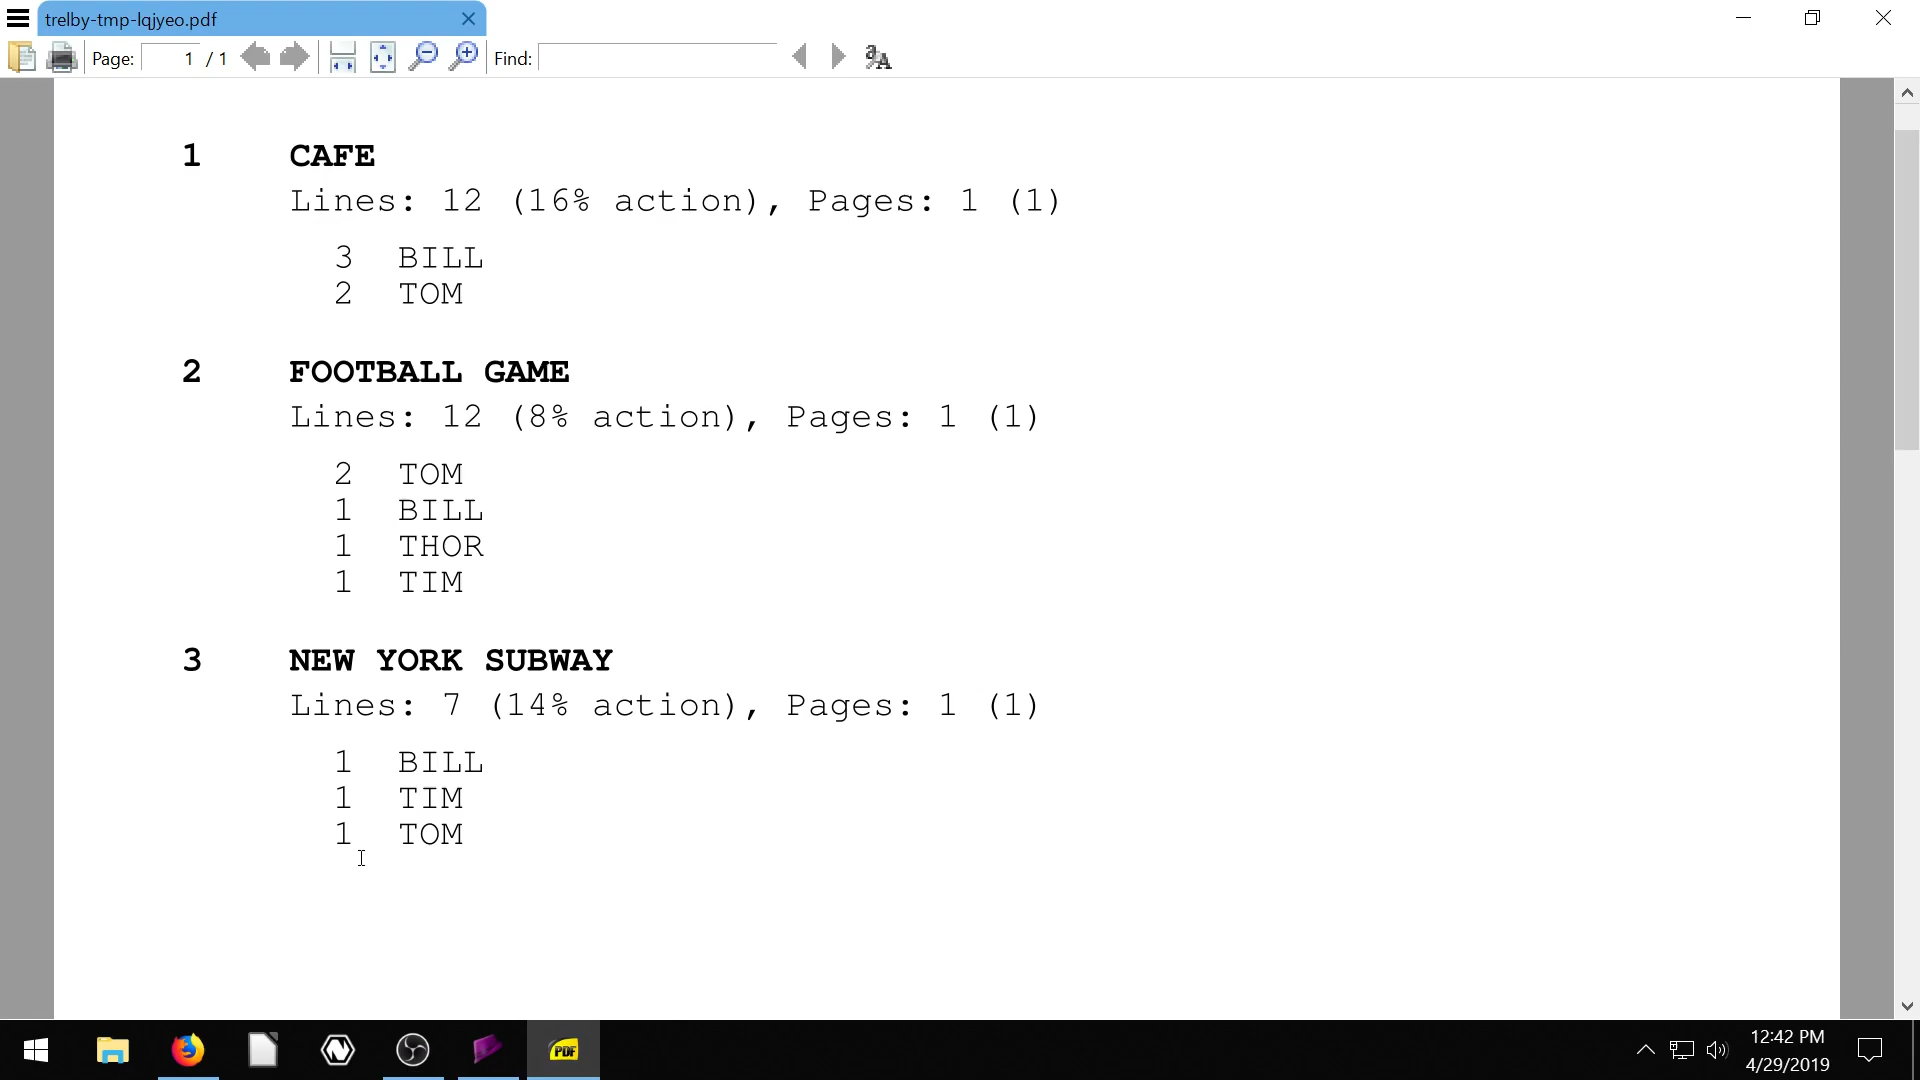 trelby-tmp-lqjyeo.pdf
Page: 1 / 1 Find:
1 CAFE
Lines: 12 (16% action), Pages: 1 (1)
3 BILL
2 TOM
2 FOOTBALL GAME
Lines: 12 (8% action), Pages: 1 (1)
2 TOM
1 BILL
1 THOR
1 TIM
3 NEW YORK SUBWAY
Lines: 7 (14% action), Pages: 1 (1)
1 BILL
1 TIM
1 TOM
PDF
12:42 PM
4/29/2019